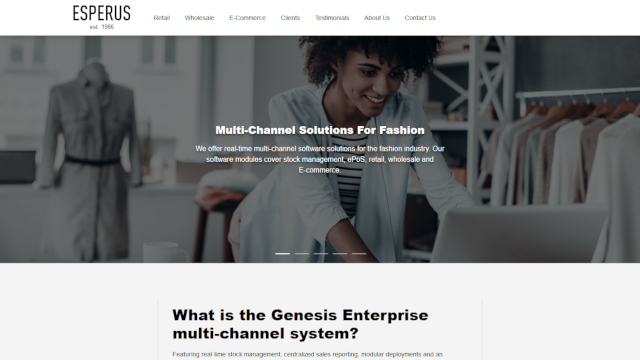 ESPERUS
est. 1986
Retail Wholesale E-Commerce Clients Testimonials About Us Contact Us
Multi-Channel Solutions For Fashion
We offer real-time multi-channel software solutions for the fashion industry. Our
software modules cover stock management, ePoS, retail, wholesale and
E-commerce.
What is the Genesis Enterprise
multi-channel system?
Featuring real-time stock management, centralized sales reporting, modular deployments and an